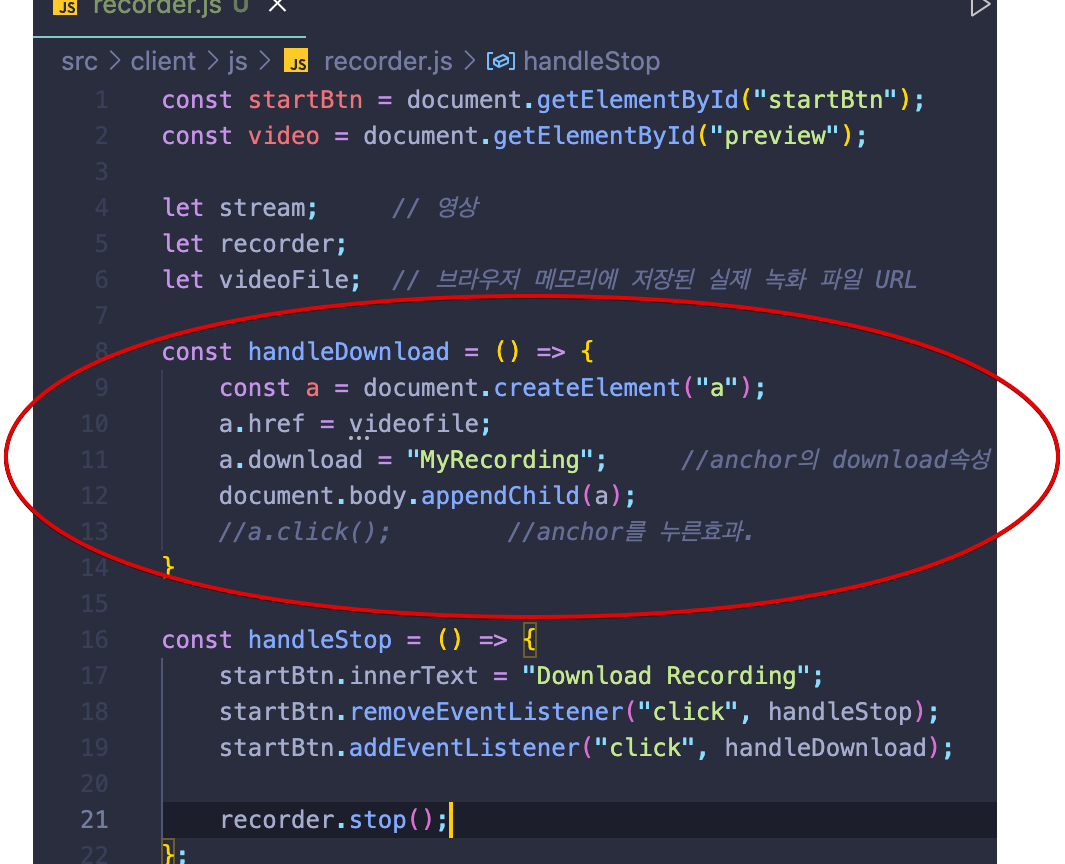 JS recorder.js U ×
src > client > js > JS recorder.js > handleStop
1 const startBtn = document.getElementById("startBtn");
2 const video = document.getElementById("preview");
3
4 let stream; // 영상
5 let recorder;
6 let videoFile; // 브라우저 메모리에 저장된 실제 녹화 파일 URL
7
8 const handleDownload = () => {
9 const a = document.createElement("a");
10 a.href = videofile;
11 a.download = "MyRecording"; //anchor의 download속성
12 document.body.appendChild(a);
13 //a.click(); //anchor를 누른효과.
14 }
15
16 const handleStop = () => {
17 startBtn.innerText = "Download Recording";
18 startBtn.removeEventListener("click", handleStop);
19 startBtn.addEventListener("click", handleDownload);
20
21 recorder.stop();
22 };